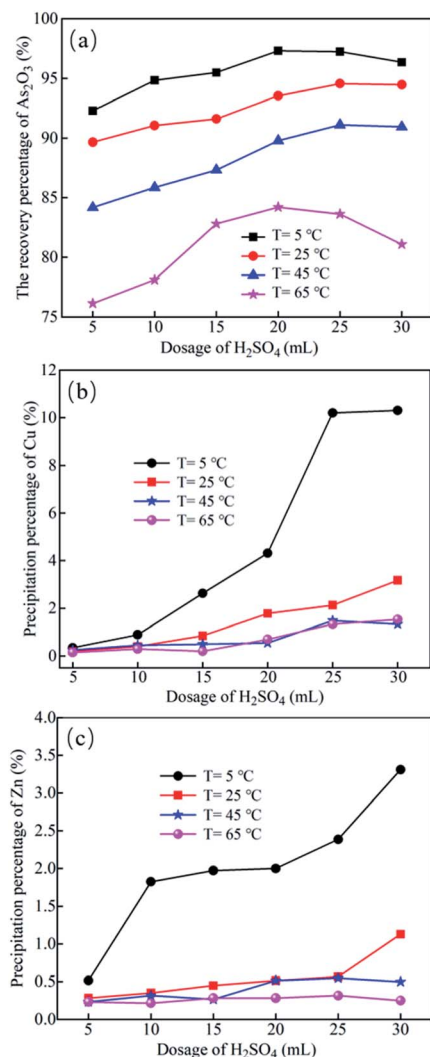 (a)
The recovery percentage of As₂O₃ (%)
100
95
90
85
80
75
T= 5 °C
T= 25 °C
T= 45 °C
T= 65 °C
5 10 15 20 25 30
Dosage of H₂SO₄ (mL)
(b)
Precipitation percentage of Cu (%)
12
10
8
6
4
2
0
T= 5 °C
T= 25 °C
T= 45 °C
T= 65 °C
5 10 15 20 25 30
Dosage of H₂SO₄ (mL)
(c)
Precipitation percentage of Zn (%)
4.0
3.5
3.0
2.5
2.0
1.5
1.0
0.5
0.0
T= 5 °C
T= 25 °C
T= 45 °C
T= 65 °C
5 10 15 20 25 30
Dosage of H₂SO₄ (mL)